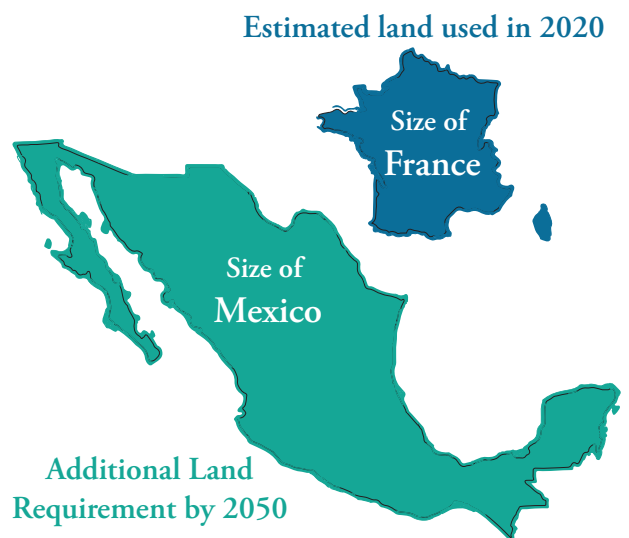 Estimated land used in 2020
Size of
France
Size of
Mexico
Additional Land
Requirement by 2050